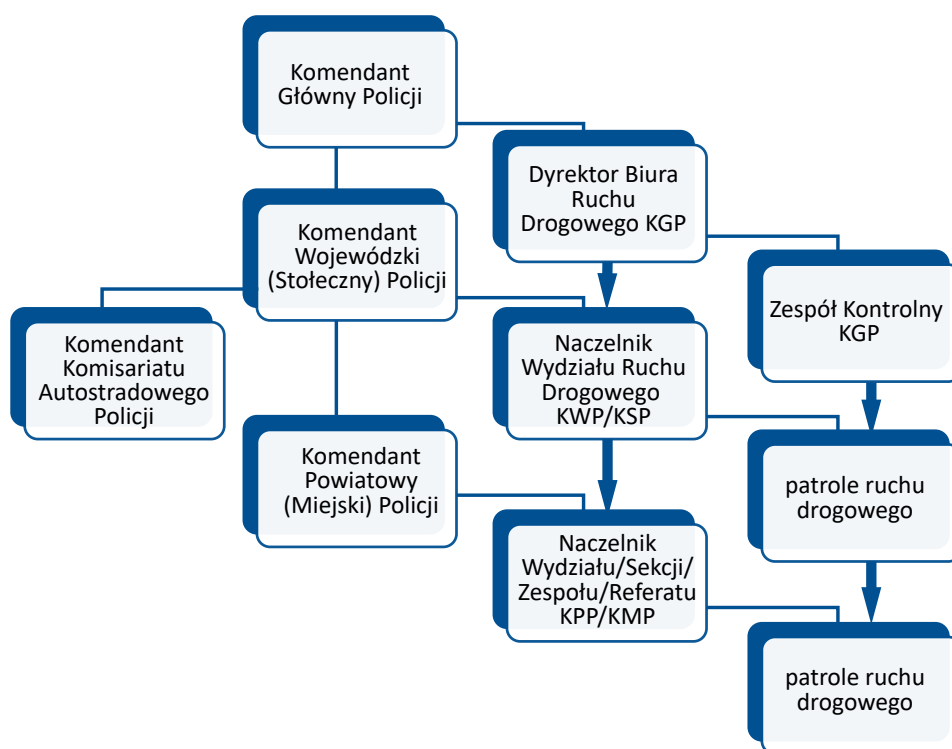 Komendant
Główny Policji
Dyrektor Biura
Ruchu
Drogowego KGP
Komendant
Wojewódzki
(Stołeczny) Policji
Zespół Kontrolny
KGP
Komendant
Komisariatu
Autostradowego
Policji
Naczelnik
Wydziału Ruchu
Drogowego
KWP/KSP
Komendant
Powiatowy
(Miejski) Policji
patrole ruchu
drogowego
Naczelnik
Wydziału/Sekcji/
Zespołu/Referatu
KPP/KMP
patrole ruchu
drogowego